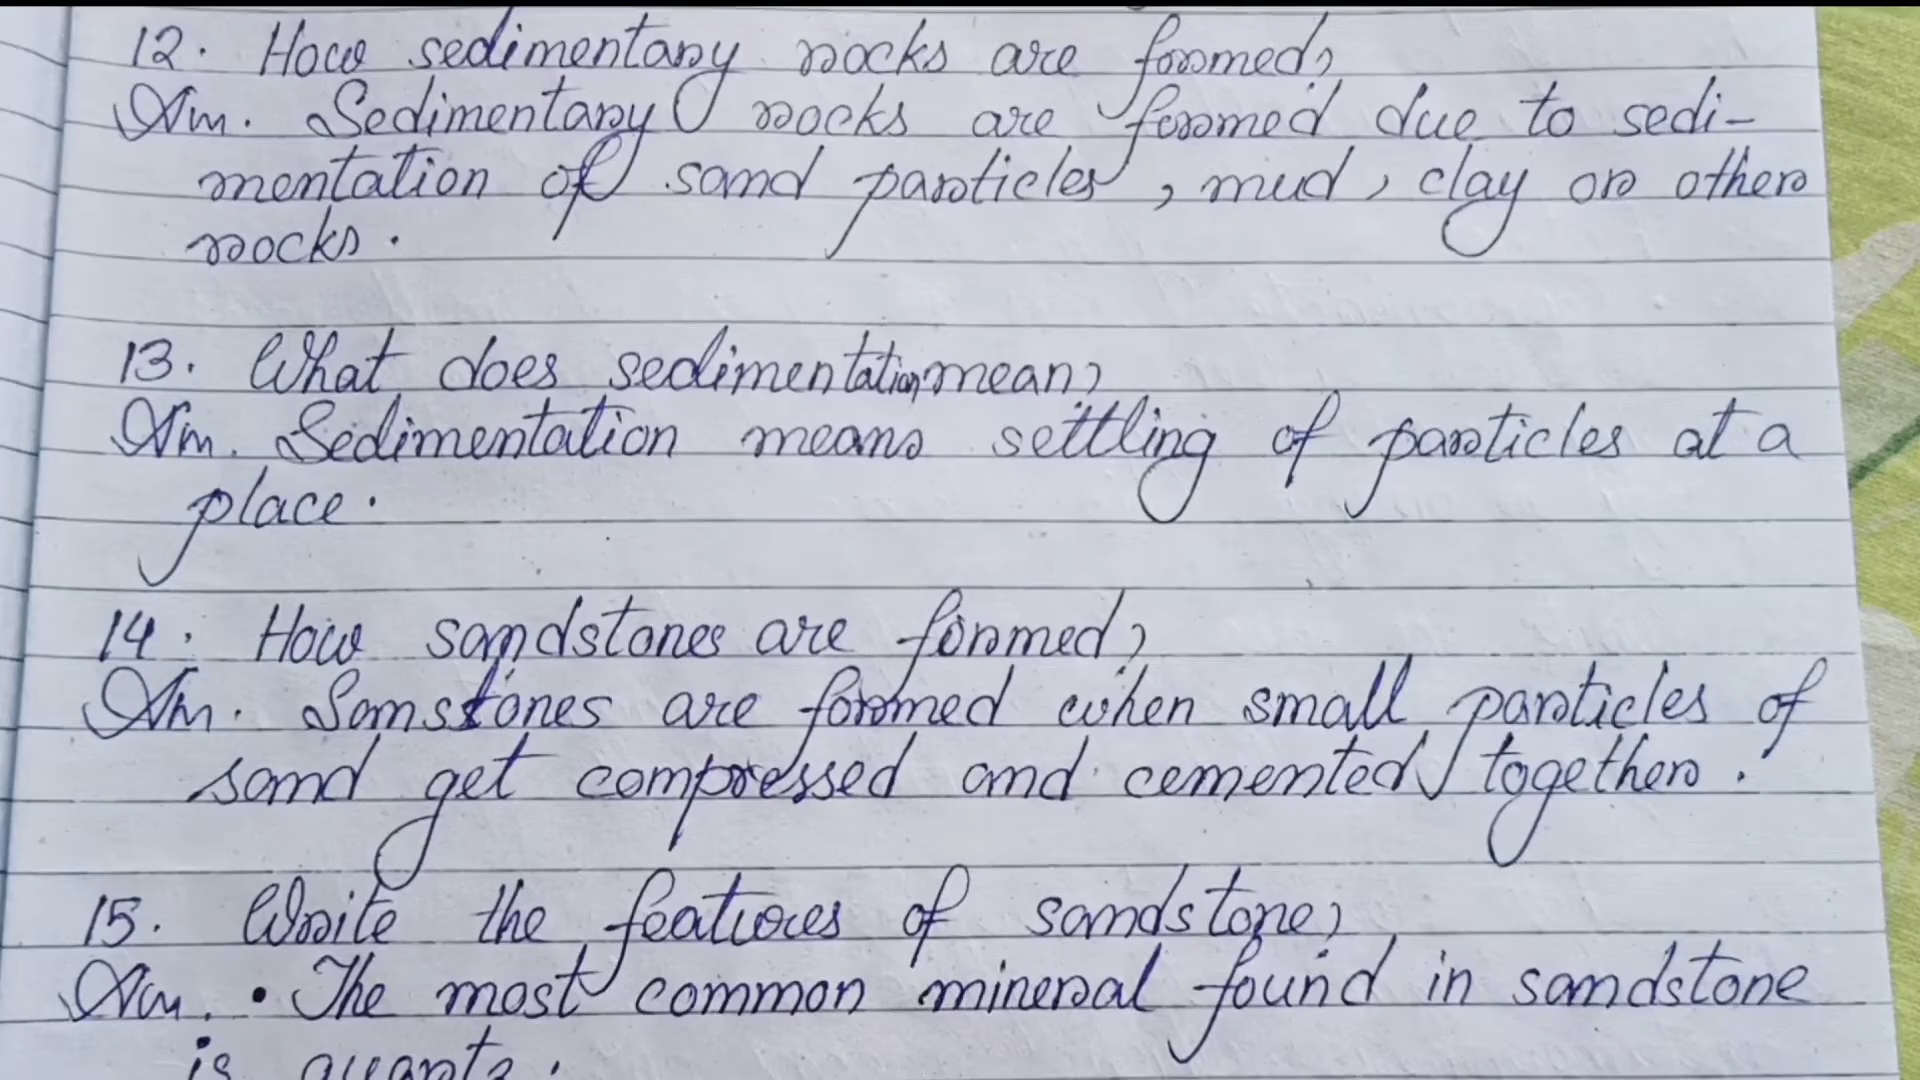 12. How sedimentary rocks are formed?
Ans. Sedimentary rocks are formed due to sedi-
mentation of sand particles, mud, clay or other
rocks.
13. What does sedimentation mean?
Ans. Sedimentation means settling of particles at a
place.
14. How sandstones are formed?
Ans. Samstones are formed when small particles of
sand get compressed and cemented together.
15. Write the features of sandstone?
Ans. • The most common mineral found in sandstone
is quartz.